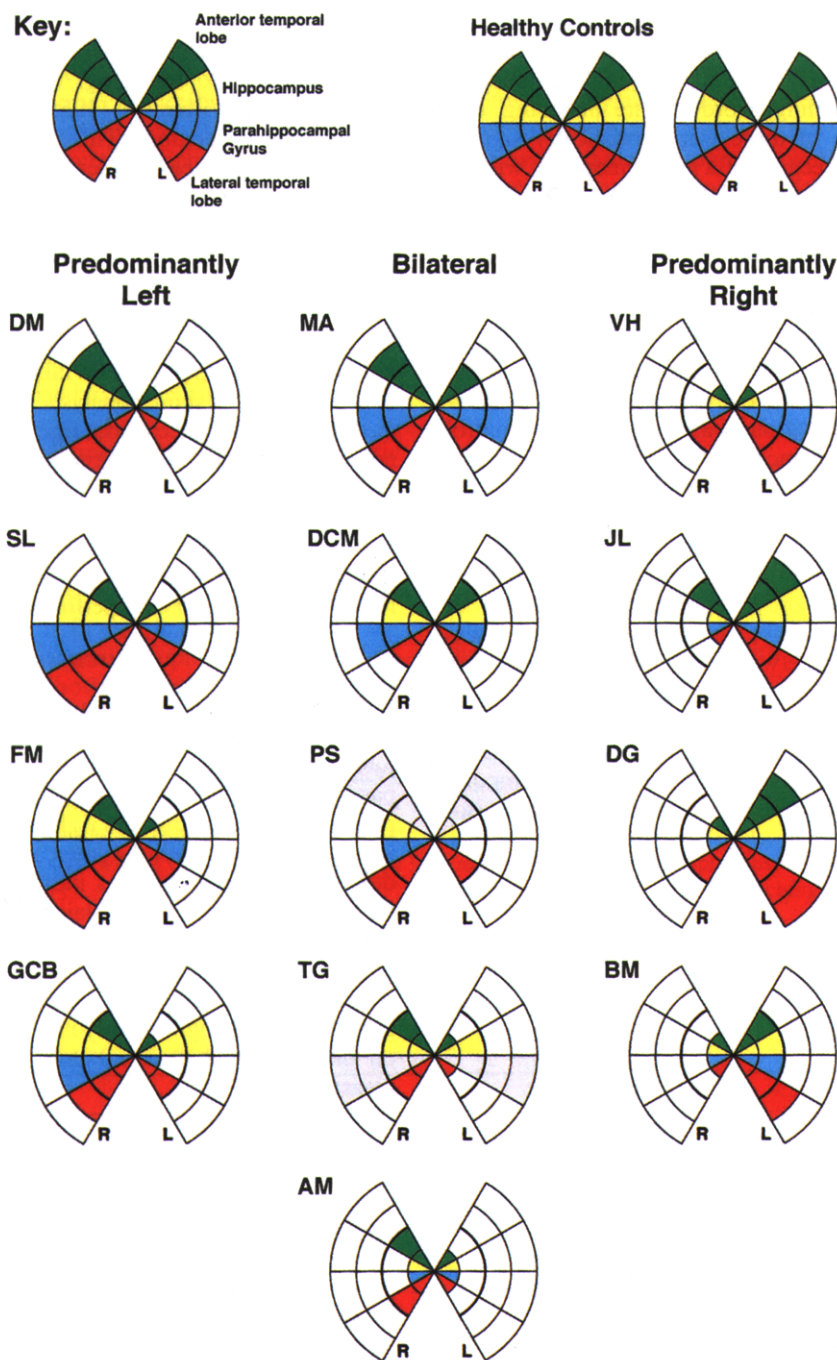 Key:
Anterior temporal
lobe
Hippocampus
Parahippocampal
Gyrus
Lateral temporal
lobe
R L
Healthy Controls
R L
R L
Predominantly
Left
Bilateral
Predominantly
Right
DM
R L
MA
R L
VH
R L
SL
R L
DCM
R L
JL
R L
FM
R L
PS
R L
DG
R L
GCB
R L
TG
R L
BM
R L
AM
R L